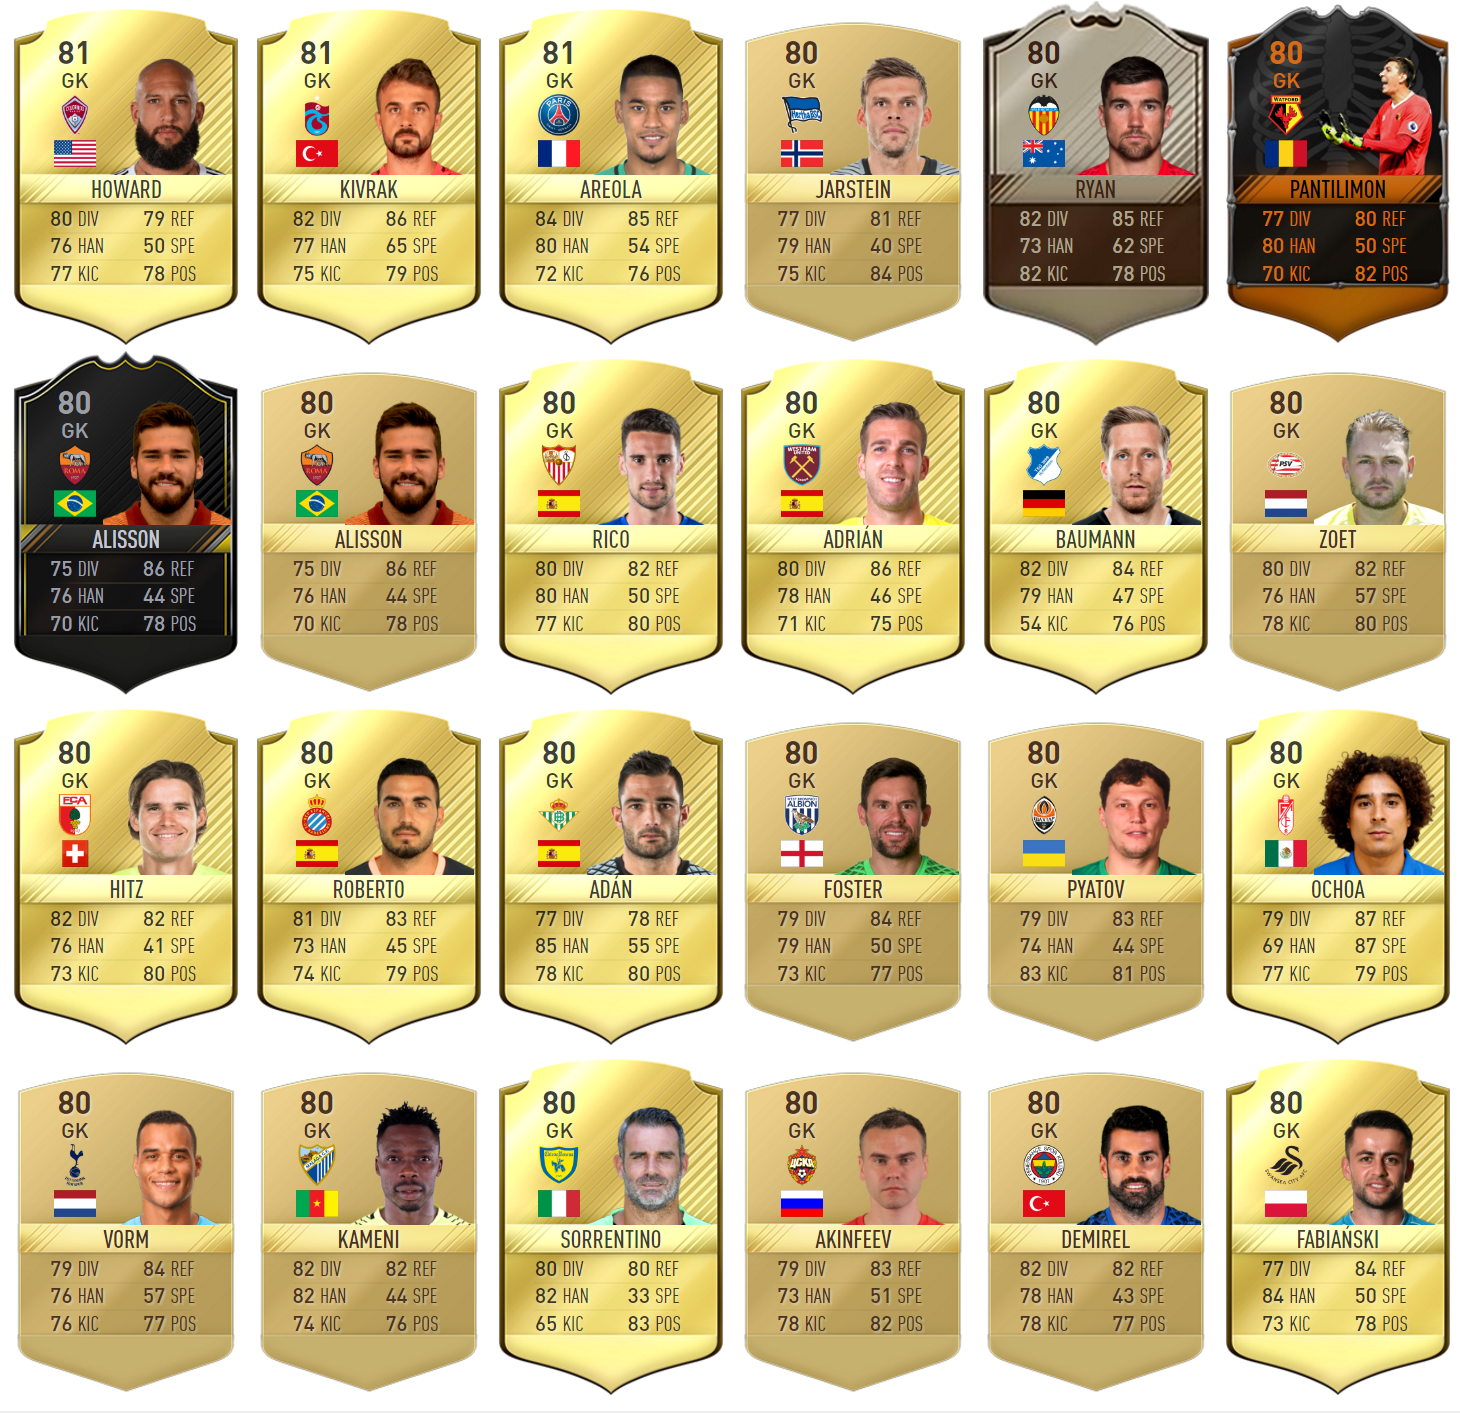 81
GK
HOWARD
80 DIV 79 REF
76 HAN 50 SPE
77 KIC 78 POS
81
GK
KIVRAK
82 DIV 86 REF
77 HAN 65 SPE
75 KIC 79 POS
81
GK
PARIS
AREOLA
84 DIV 85 REF
80 HAN 54 SPE
72 KIC 76 POS
80
GK
JARSTEIN
77 DIV 81 REF
79 HAN 40 SPE
75 KIC 84 POS
80
GK
RYAN
82 DIV 85 REF
73 HAN 62 SPE
82 KIC 78 POS
80
GK
WATFORD
PANTILIMON
77 DIV 80 REF
80 HAN 50 SPE
70 KIC 82 POS
80
GK
ROMA
ALISSON
75 DIV 86 REF
76 HAN 44 SPE
70 KIC 78 POS
80
GK
ROMA
ALISSON
75 DIV 86 REF
76 HAN 44 SPE
70 KIC 78 POS
80
GK
RICO
80 DIV 82 REF
80 HAN 50 SPE
77 KIC 80 POS
80
GK
WEST HAM
UNITED
ADRIÁN
80 DIV 86 REF
78 HAN 46 SPE
71 KIC 75 POS
80
GK
BAUMANN
82 DIV 84 REF
79 HAN 47 SPE
54 KIC 76 POS
80
GK
PSV
ZOET
80 DIV 82 REF
76 HAN 57 SPE
78 KIC 80 POS
80
GK
FCA
HITZ
82 DIV 82 REF
76 HAN 41 SPE
73 KIC 80 POS
80
GK
ROBERTO
81 DIV 83 REF
73 HAN 45 SPE
74 KIC 79 POS
80
GK
ADÁN
77 DIV 78 REF
85 HAN 55 SPE
78 KIC 80 POS
80
GK
ALBION
FOSTER
79 DIV 84 REF
79 HAN 50 SPE
73 KIC 77 POS
80
GK
PYATOV
79 DIV 83 REF
74 HAN 44 SPE
83 KIC 81 POS
80
GK
OCHOA
79 DIV 87 REF
69 HAN 87 SPE
77 KIC 79 POS
80
GK
VORM
79 DIV 84 REF
76 HAN 57 SPE
76 KIC 77 POS
80
GK
KAMENI
82 DIV 82 REF
82 HAN 44 SPE
74 KIC 76 POS
80
GK
SORRENTINO
80 DIV 80 REF
82 HAN 33 SPE
65 KIC 83 POS
80
GK
ЦСКА
AKINFEEV
79 DIV 83 REF
73 HAN 51 SPE
78 KIC 82 POS
80
GK
1907
DEMIREL
82 DIV 82 REF
78 HAN 43 SPE
78 KIC 77 POS
80
GK
SWANSEA CITY AFC
FABIAŃSKI
77 DIV 84 REF
84 HAN 50 SPE
73 KIC 78 POS